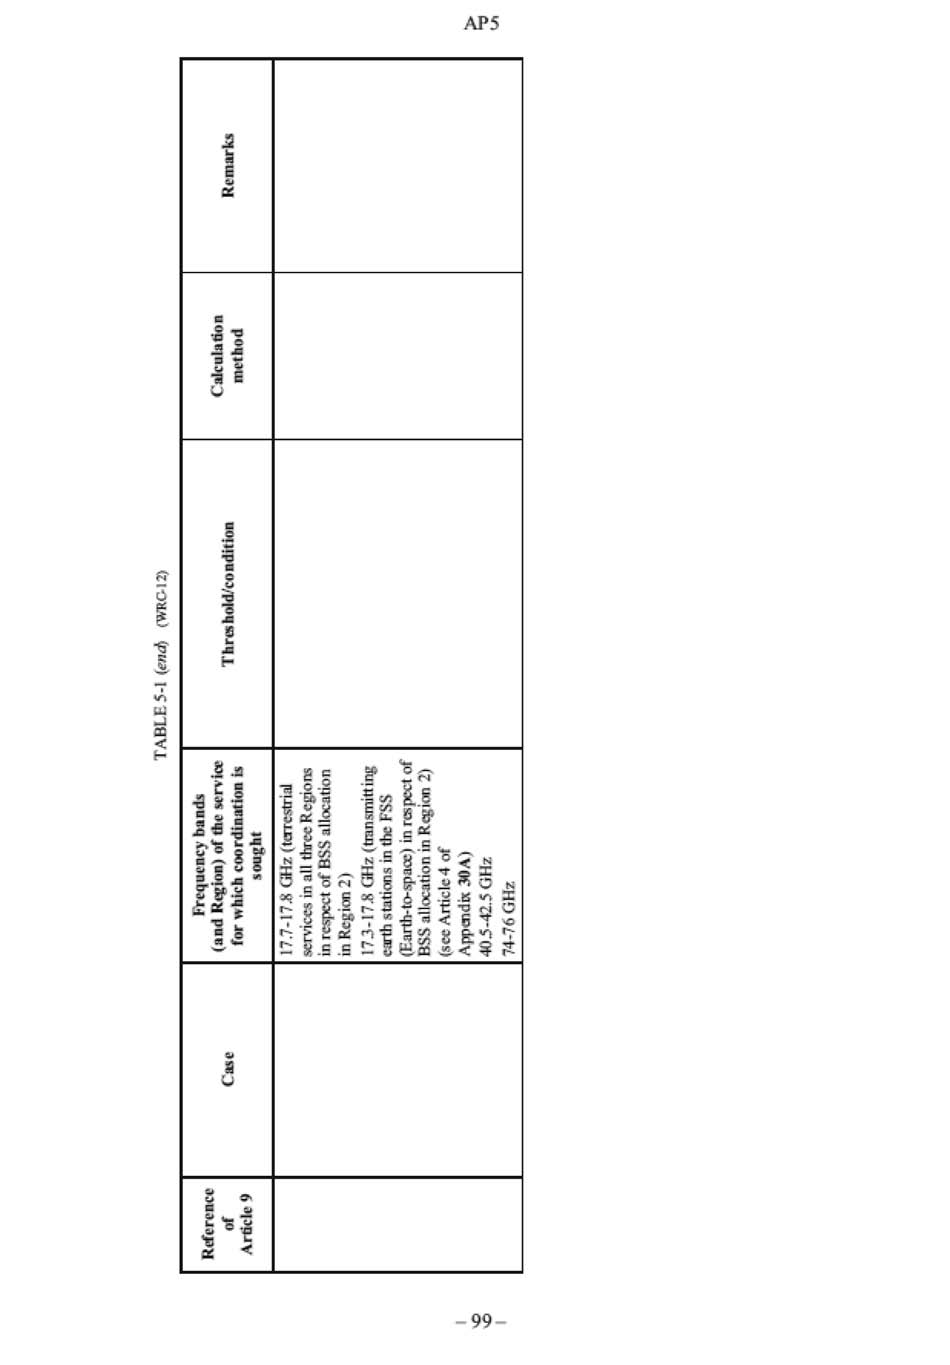 AP5
TABLE 5-1 (end) (WRC-12)
Reference
of
Article 9
Case
Frequency bands
(and Region) of the service
for which coordination is
sought
Threshold/condition
Calculation
method
Remarks
17.7-17.8 GHz (terrestrial
services in all three Regions
in respect of BSS allocation
in Region 2)
17.3-17.8 GHz (transmitting
earth stations in the FSS
(Earth-to-space) in respect of
BSS allocation in Region 2)
(see Article 4 of
Appendix 30A)
40.5-42.5 GHz
74-76 GHz
– 99 –